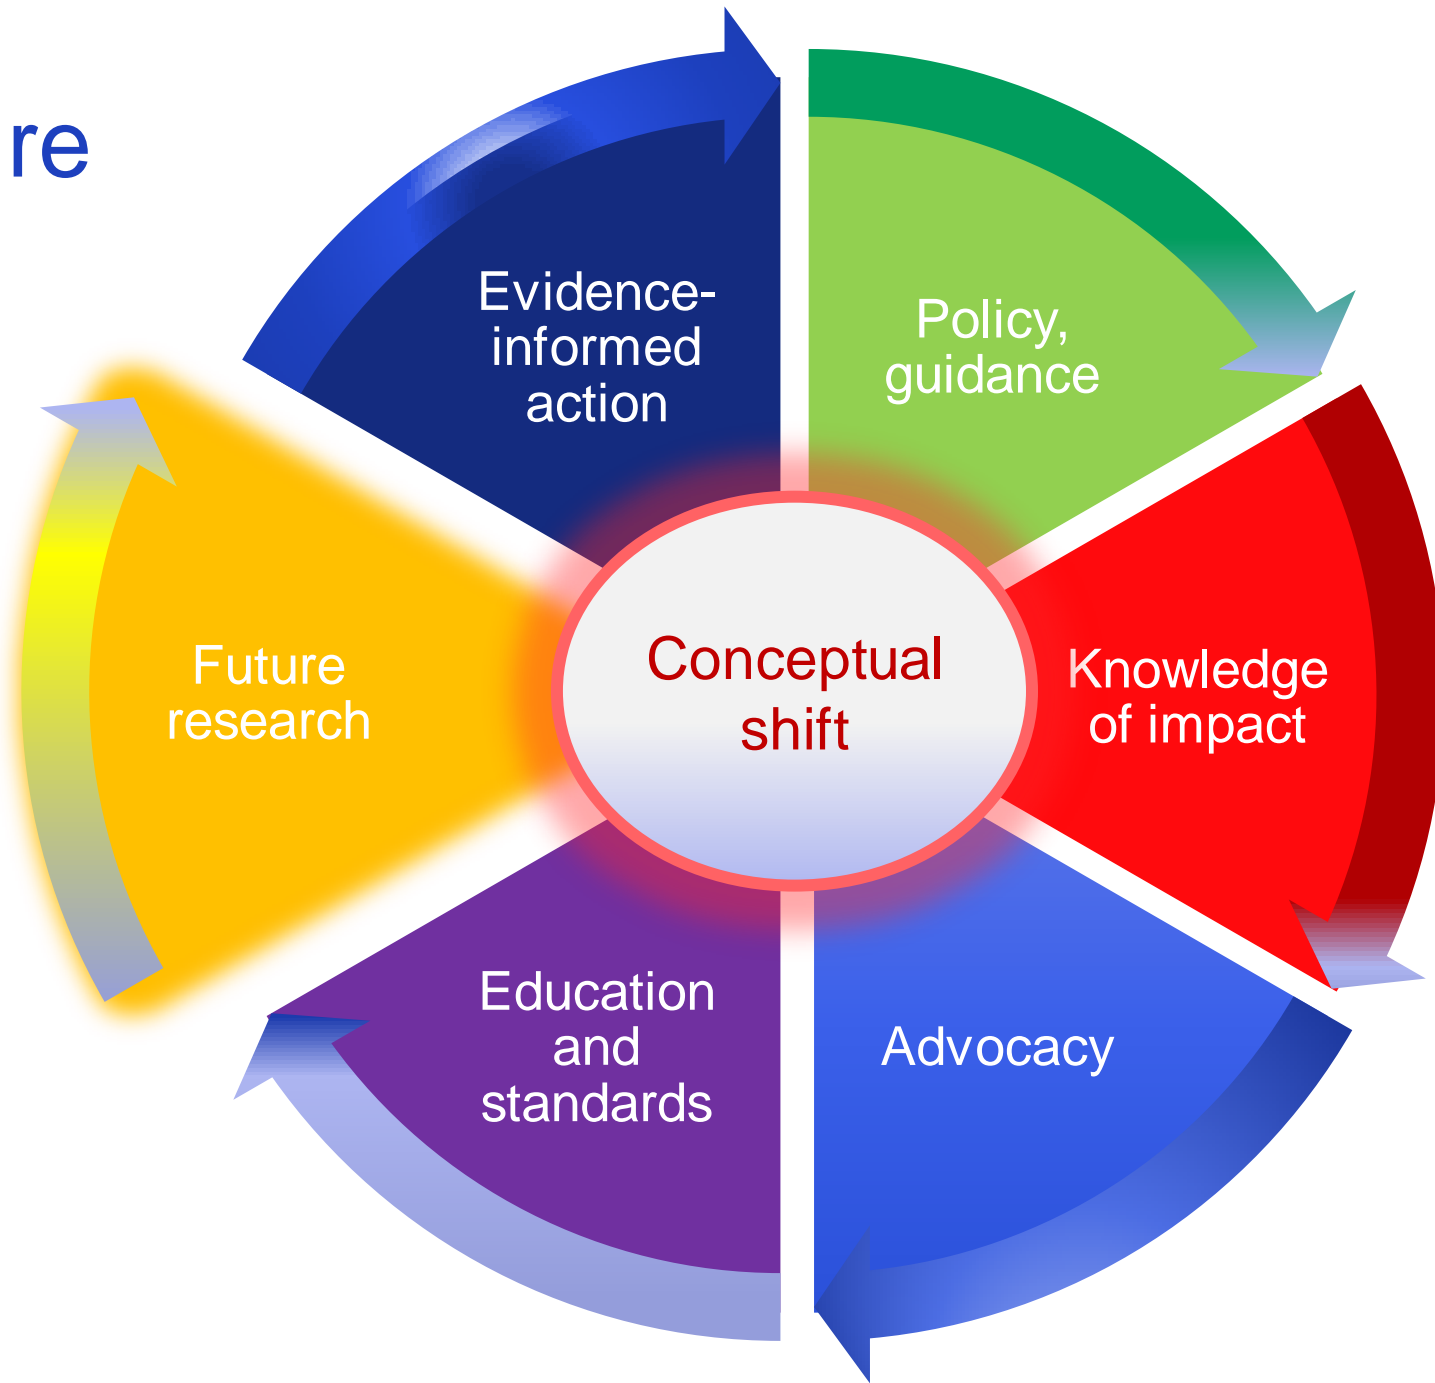 re
Evidence-
informed
action
Policy,
guidance
Knowledge
of impact
Advocacy
Education
and
standards
Future
research
Conceptual
shift